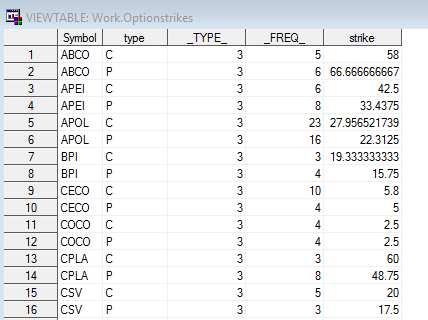 VIEWTABLE: Work.Optionstrikes
Symbol type _TYPE_ _FREQ_ strike
1 ABCO C 3 5 58
2 ABCO P 3 6 66.666666667
3 APEI C 3 6 42.5
4 APEI P 3 8 33.4375
5 APOL C 3 23 27.956521739
6 APOL P 3 16 22.3125
7 BPI C 3 3 19.333333333
8 BPI P 3 4 15.75
9 CECO C 3 10 5.8
10 CECO P 3 4 5
11 COCO C 3 4 2.5
12 COCO P 3 4 2.5
13 CPLA C 3 3 60
14 CPLA P 3 8 48.75
15 CSV C 3 5 20
16 CSV P 3 3 17.5